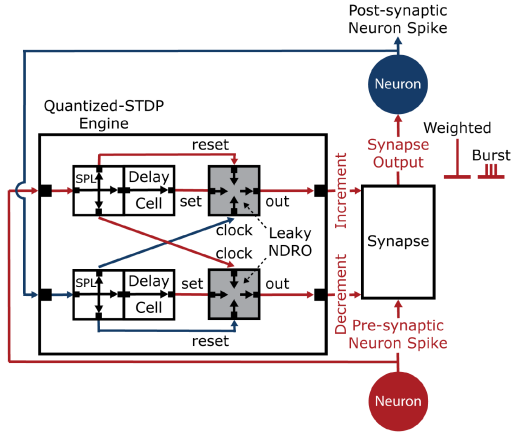 Post-synaptic
Neuron Spike
Neuron
Quantized-STDP
Engine
Synapse
Output
Weighted
Burst
reset
SPL
Delay
Cell
set
out
Increment
clock
Leaky
NDRO
Synapse
clock
SPL
Delay
Cell
set
out
Decrement
reset
Pre-synaptic
Neuron Spike
Neuron